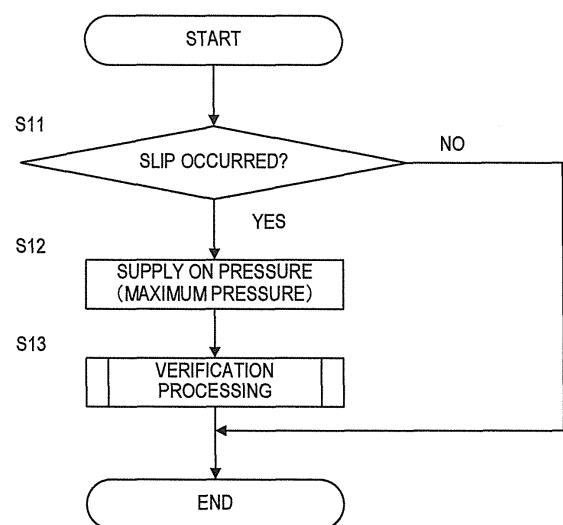 START
S11
SLIP OCCURRED?
NO
YES
S12
SUPPLY ON PRESSURE
(MAXIMUM PRESSURE)
S13
VERIFICATION
PROCESSING
END